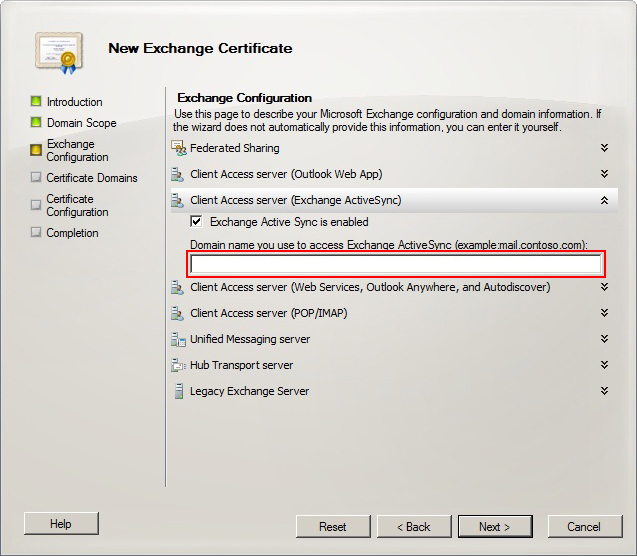 New Exchange Certificate
Introduction
Domain Scope
Exchange
Configuration
Certificate Domains
Certificate
Configuration
Completion
Exchange Configuration
Use this page to describe your Microsoft Exchange configuration and domain information. If
the wizard does not automatically provide this information, you can enter it yourself.
Federated Sharing
Client Access server (Outlook Web App)
Client Access server (Exchange ActiveSync)
Exchange Active Sync is enabled
Domain name you use to access Exchange ActiveSync (example:mail.contoso.com):
Client Access server (Web Services, Outlook Anywhere, and Autodiscover)
Client Access server (POP/IMAP)
Unified Messaging server
Hub Transport server
Legacy Exchange Server
Help
Reset
< Back
Next >
Cancel